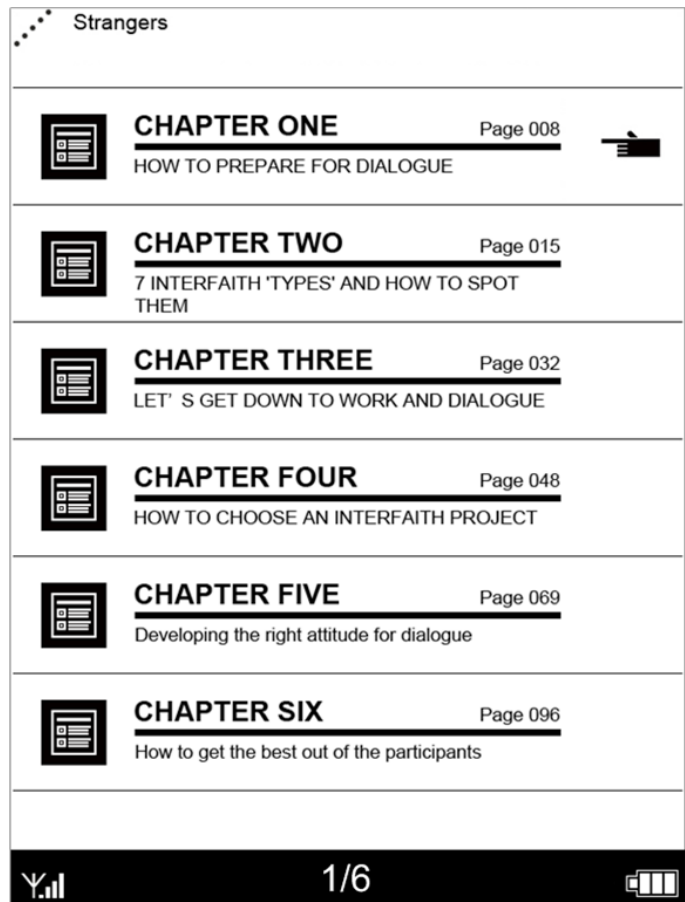 Strangers
CHAPTER ONE Page 008
HOW TO PREPARE FOR DIALOGUE
CHAPTER TWO Page 015
7 INTERFAITH 'TYPES' AND HOW TO SPOT
THEM
CHAPTER THREE Page 032
LET’ S GET DOWN TO WORK AND DIALOGUE
CHAPTER FOUR Page 048
HOW TO CHOOSE AN INTERFAITH PROJECT
CHAPTER FIVE Page 069
Developing the right attitude for dialogue
CHAPTER SIX Page 096
How to get the best out of the participants
1/6